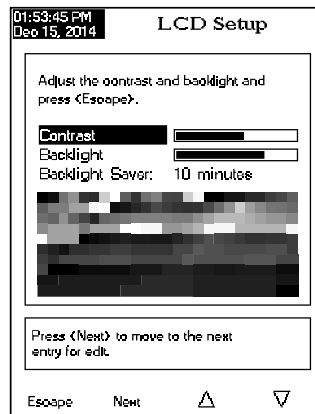 01:53:45 PM
Dec 15, 2014
LCD Setup
Adjust the contrast and backlight and
press <Escape>.
Contrast
Backlight
Backlight Saver: 10 minutes
Press <Next> to move to the next
entry for edit.
Escape Next